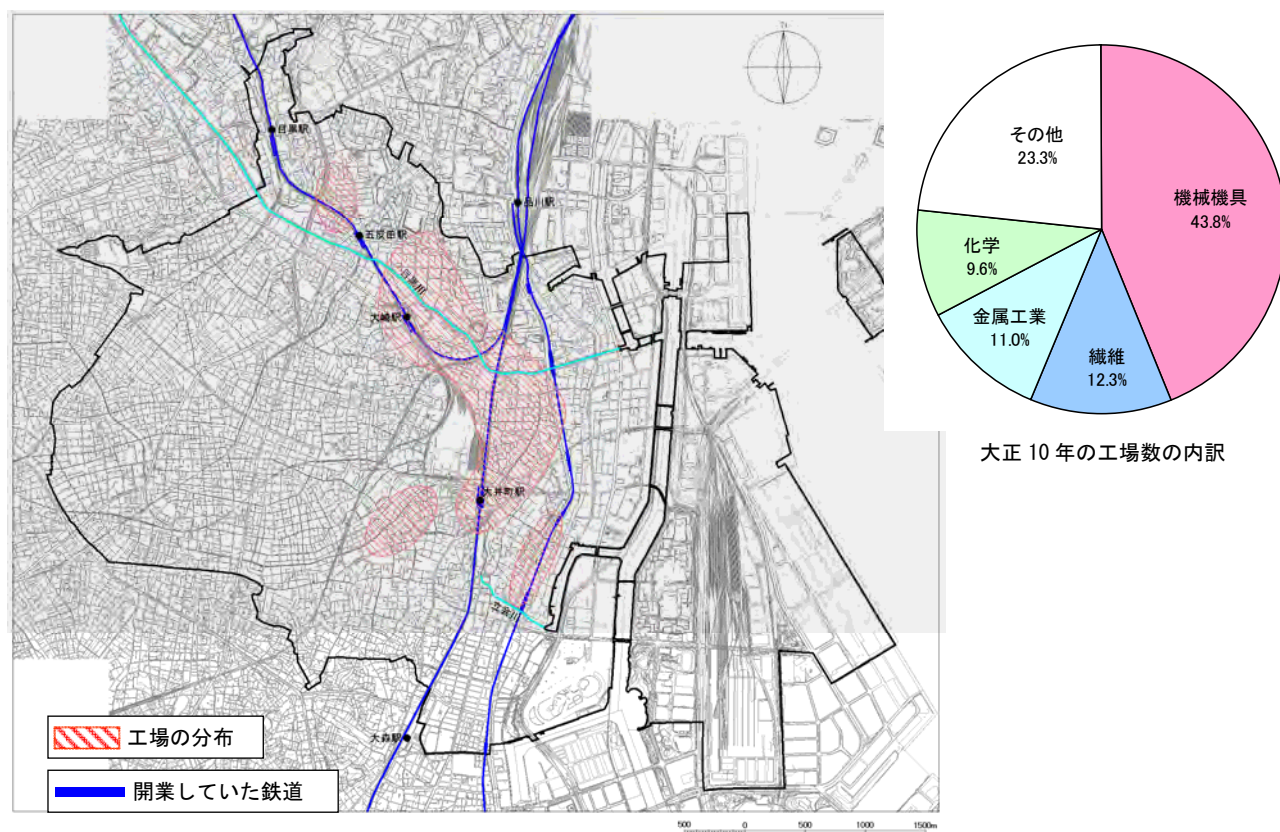 目黒駅
品川駅
五反田駅
目黒川
大崎駅
大井町駅
立会川
大森駅
工場の分布
開業していた鉄道
500 0 500 1000 1500m
その他
23.3%
機械機具
43.8%
化学
9.6%
金属工業
11.0%
繊維
12.3%
大正 10 年の工場数の内訳